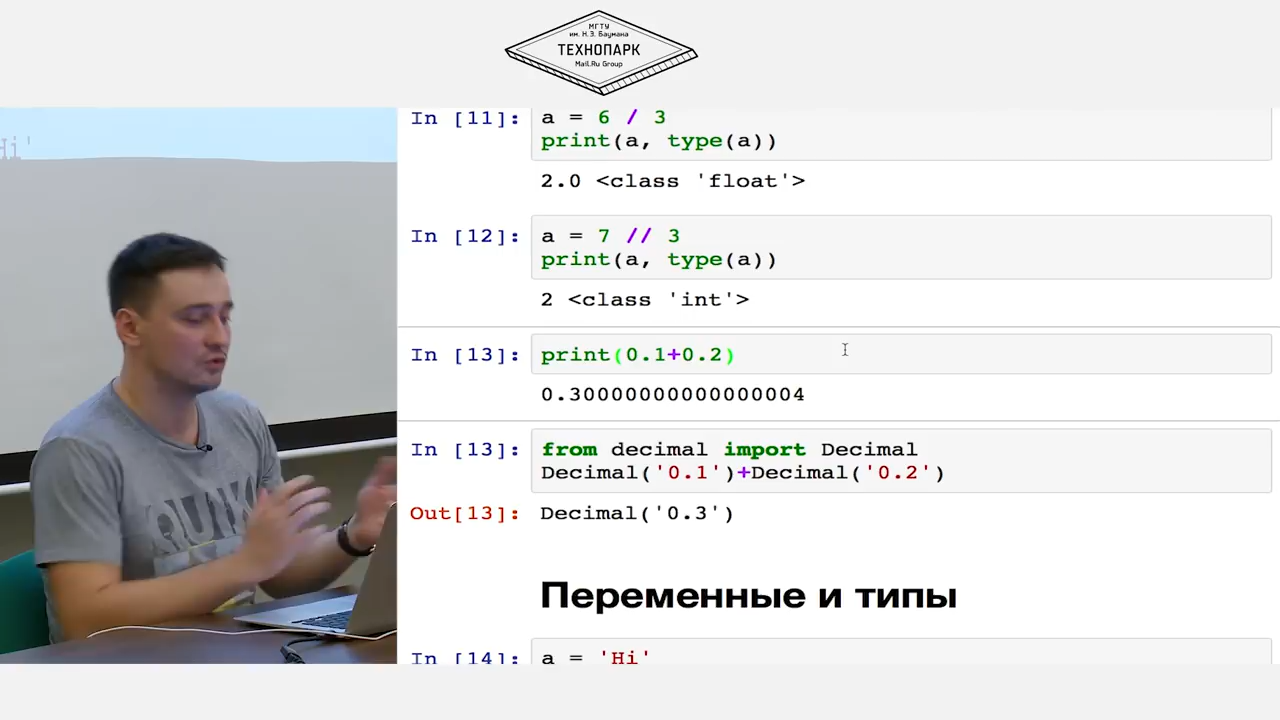 МГТУ
им. Н.Э. Баумана
ТЕХНОПАРК
Mail.Ru Group
Hi'
In [11]: a = 6 / 3
print(a, type(a))
2.0 <class 'float'>
In [12]: a = 7 // 3
print(a, type(a))
2 <class 'int'>
In [13]: print(0.1+0.2)
0.30000000000000004
In [13]: from decimal import Decimal
Decimal('0.1')+Decimal('0.2')
Out[13]: Decimal('0.3')
Переменные и типы
In [14]: a = 'Hi'